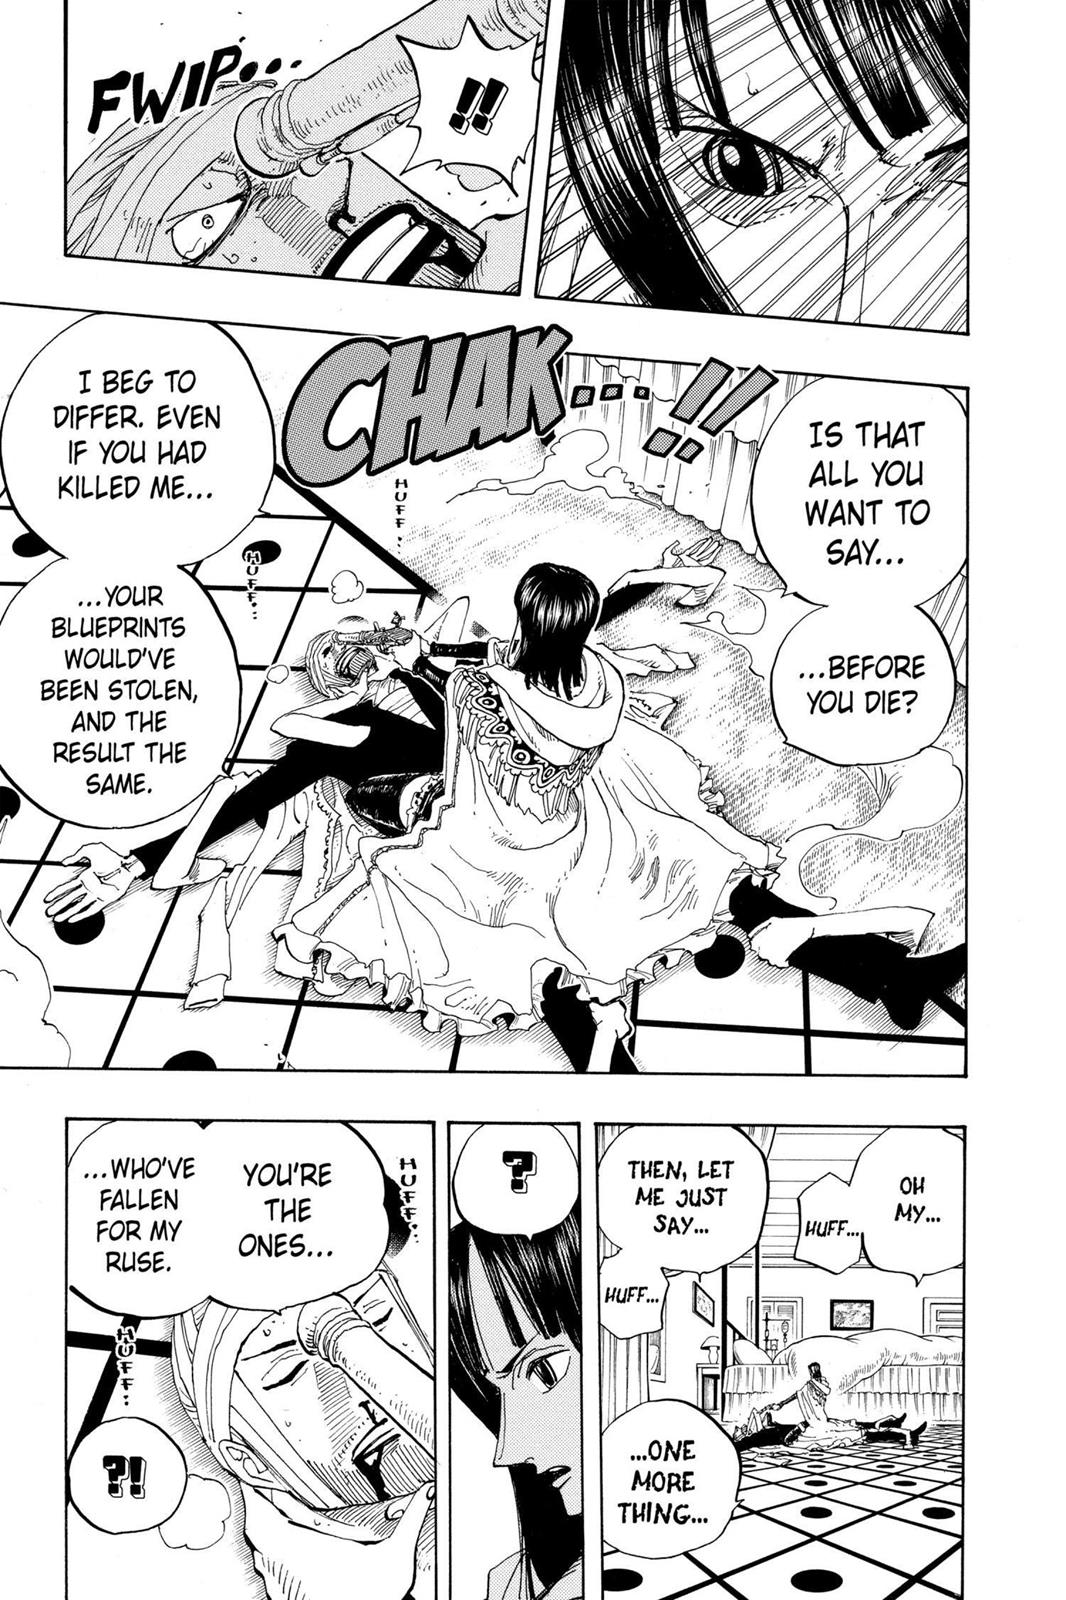 !!
FWIP...
CHAK...!!
IS THAT
ALL YOU
WANT TO
SAY...
...BEFORE
YOU DIE?
HUFF...
HUFF...
I BEG TO
DIFFER. EVEN
IF YOU HAD
KILLED ME...
...YOUR
BLUEPRINTS
WOULD'VE
BEEN STOLEN,
AND THE
RESULT THE
SAME.
OH
MY...
HUFF...
THEN, LET
ME JUST
SAY...
HUFF...
...ONE
MORE
THING...
?
HUFF...
YOU'RE
THE
ONES...
...WHO'VE
FALLEN
FOR MY
RUSE.
HUFF...
?!